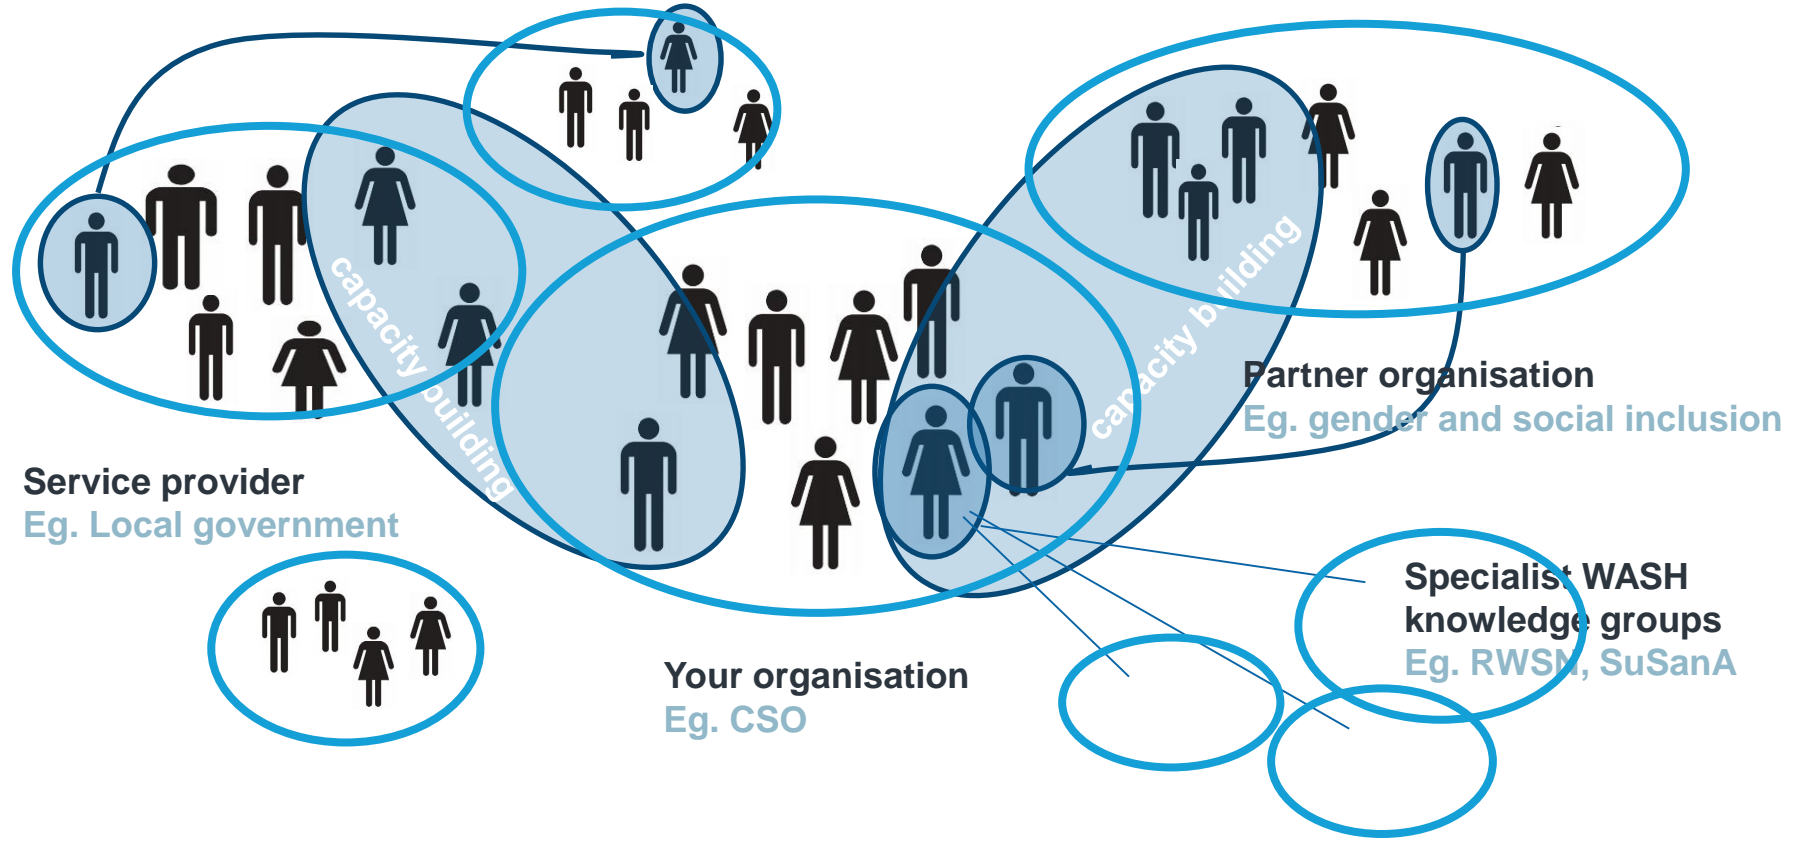 capacity building
capacity building
Partner organisation
Eg. gender and social inclusion
Service provider
Eg. Local government
Specialist WASH
knowledge groups
Eg. RWSN, SuSanA
Your organisation
Eg. CSO